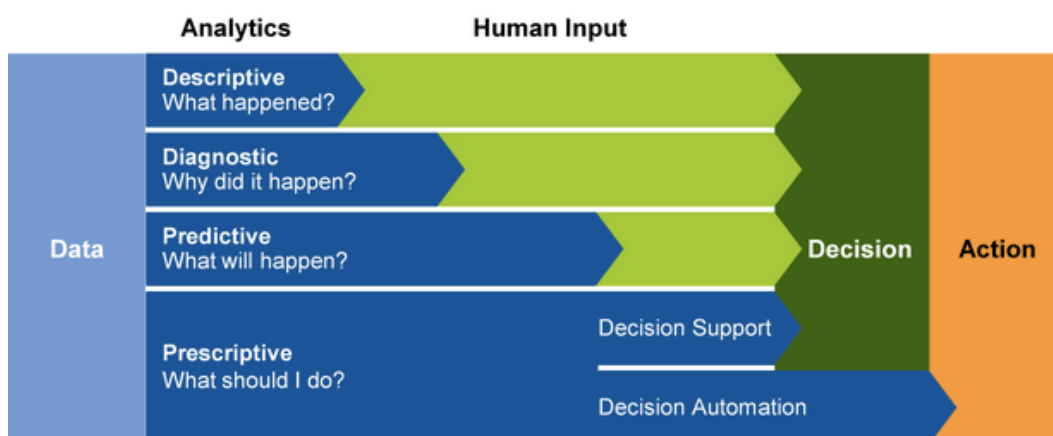 Analytics
Human Input
Descriptive
What happened?
Diagnostic
Why did it happen?
Predictive
What will happen?
Data
Decision
Action
Decision Support
Prescriptive
What should I do?
Decision Automation